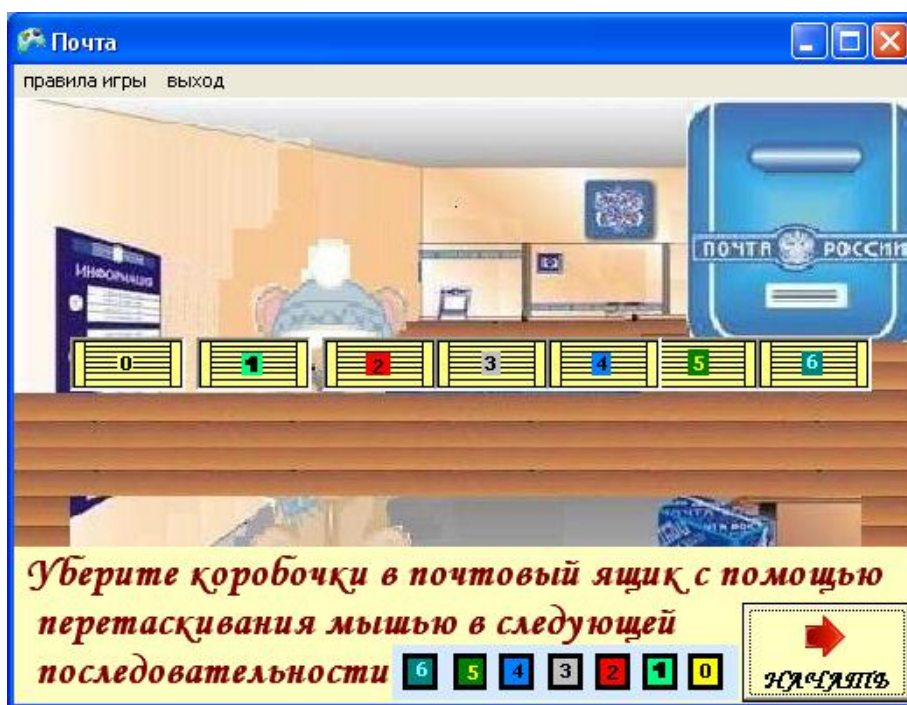 Почта
правила игры выход
ИНФОРМАЦИЯ
ПОЧТА РОССИИ
0 1 2 3 4 5 6
Уберите коробочки в почтовый ящик с помощью
перетаскивания мышью в следующей
последовательности 6 5 4 3 2 1 0
НАЧАТЬ